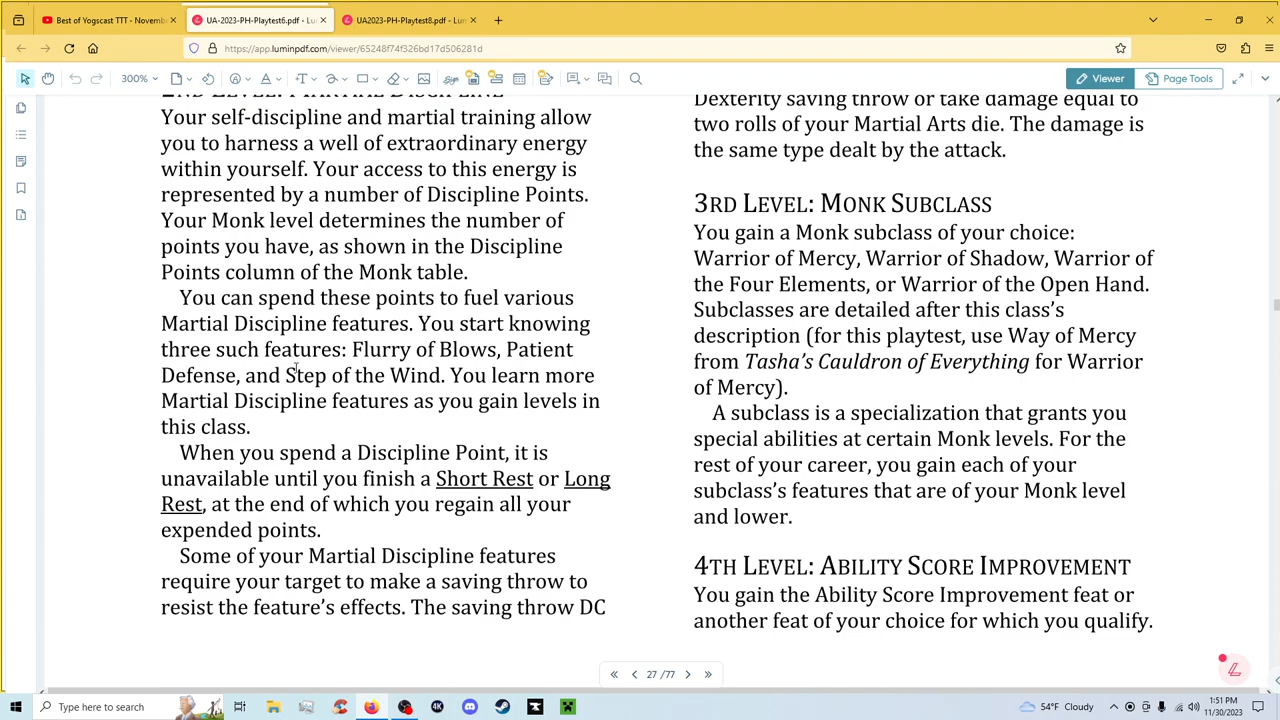 Best of Yogscast TTT - Novemb
UA-2023-PH-Playtest6.pdf - Lu
UA2023-PH-Playtest8.pdf - Lum
https://app.luminpdf.com/viewer/65248f74f326bd17d506281d
300%
Viewer
Page Tools
2ND LEVEL: MARTIAL DISCIPLINE
Your self-discipline and martial training allow
you to harness a well of extraordinary energy
within yourself. Your access to this energy is
represented by a number of Discipline Points.
Your Monk level determines the number of
points you have, as shown in the Discipline
Points column of the Monk table.
You can spend these points to fuel various
Martial Discipline features. You start knowing
three such features: Flurry of Blows, Patient
Defense, and Step of the Wind. You learn more
Martial Discipline features as you gain levels in
this class.
When you spend a Discipline Point, it is
unavailable until you finish a Short Rest or Long
Rest, at the end of which you regain all your
expended points.
Some of your Martial Discipline features
require your target to make a saving throw to
resist the feature's effects. The saving throw DC
Dexterity saving throw or take damage equal to
two rolls of your Martial Arts die. The damage is
the same type dealt by the attack.
3RD LEVEL: MONK SUBCLASS
You gain a Monk subclass of your choice:
Warrior of Mercy, Warrior of Shadow, Warrior of
the Four Elements, or Warrior of the Open Hand.
Subclasses are detailed after this class's
description (for this playtest, use Way of Mercy
from Tasha's Cauldron of Everything for Warrior
of Mercy).
A subclass is a specialization that grants you
special abilities at certain Monk levels. For the
rest of your career, you gain each of your
subclass's features that are of your Monk level
and lower.
4TH LEVEL: ABILITY SCORE IMPROVEMENT
You gain the Ability Score Improvement feat or
another feat of your choice for which you qualify.
27 /77
Type here to search
4K
54°F Cloudy
1:51 PM
11/30/2023